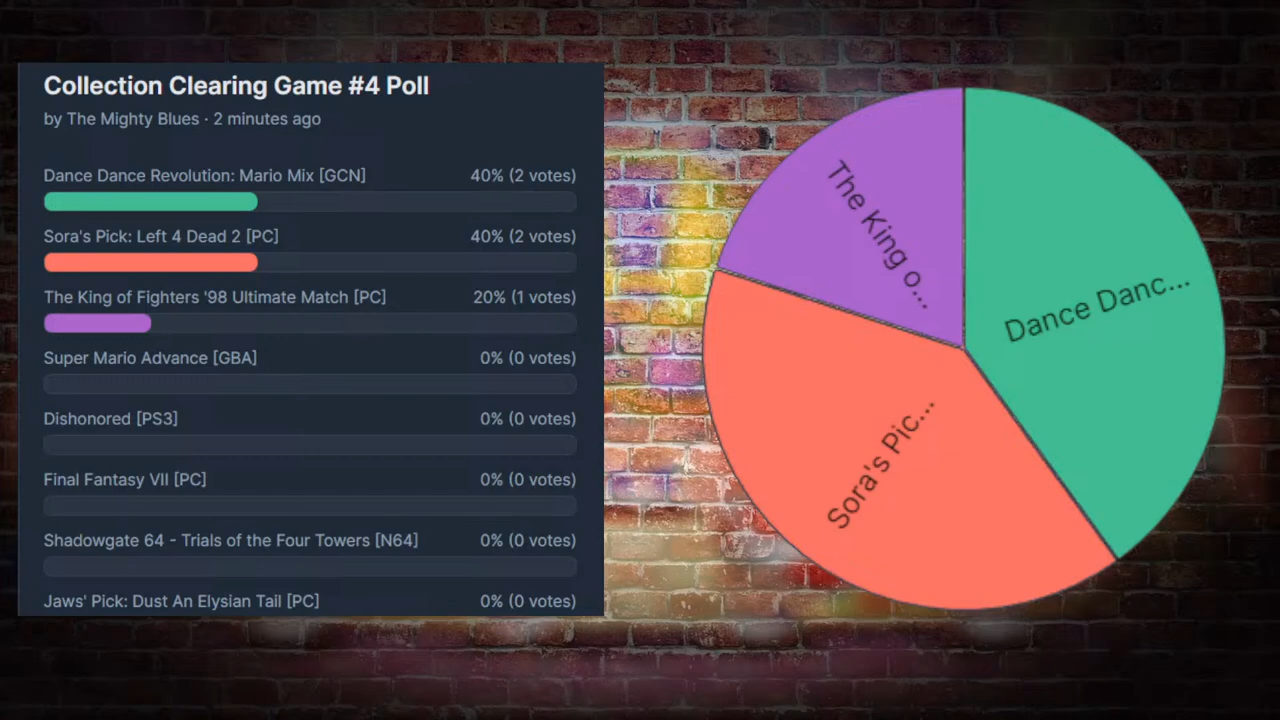 Collection Clearing Game #4 Poll
by The Mighty Blues · 2 minutes ago
Dance Dance Revolution: Mario Mix [GCN] 40% (2 votes)
Sora's Pick: Left 4 Dead 2 [PC] 40% (2 votes)
The King of Fighters '98 Ultimate Match [PC] 20% (1 votes)
Super Mario Advance [GBA] 0% (0 votes)
Dishonored [PS3] 0% (0 votes)
Final Fantasy VII [PC] 0% (0 votes)
Shadowgate 64 - Trials of the Four Towers [N64] 0% (0 votes)
Jaws' Pick: Dust An Elysian Tail [PC] 0% (0 votes)
The King o...
Dance Danc...
Sora's Pic...